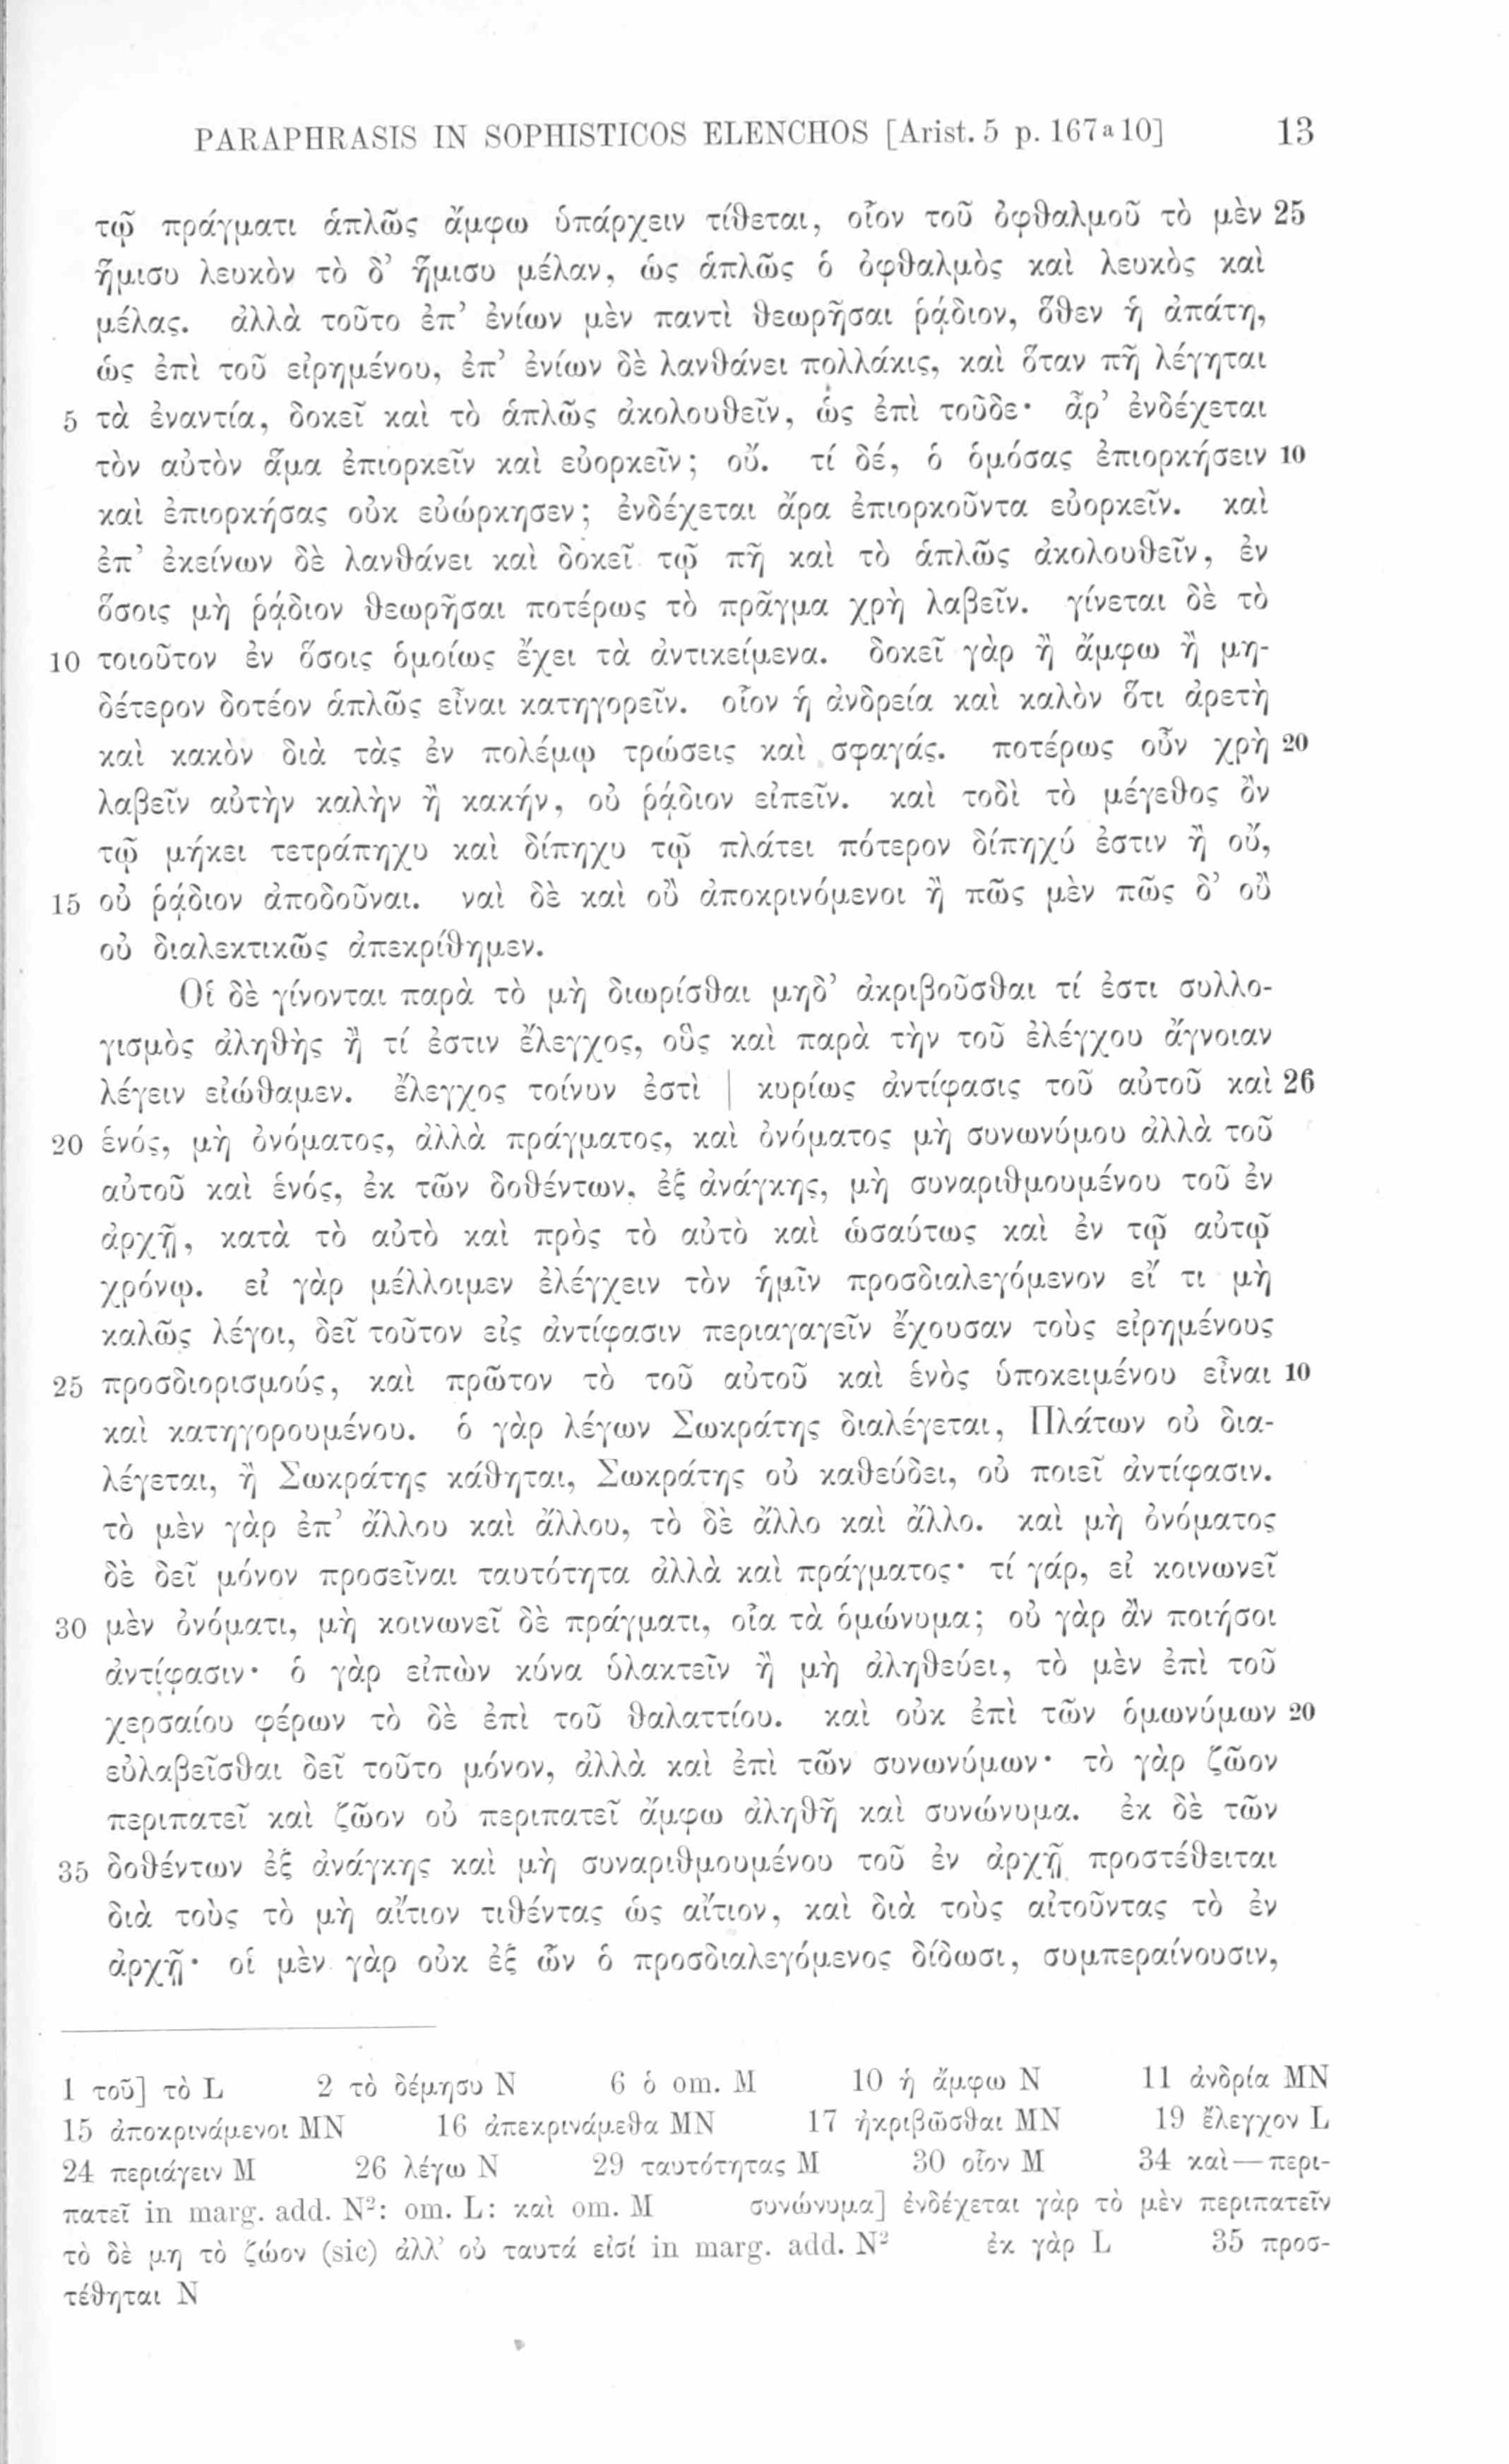 PARAPHRASIS IN SOPHISTICOS ELENCHOS [Arist. 5 p. 167a10] 13
τῷ πράγματι ἁπλῶς ἄμφω ὑπάρχειν τίθεται, οἷον τοῦ ὀφθαλμοῦ τὸ μὲν 25
ἥμισυ λευκὸν τὸ δ’ ἥμισυ μέλαν, ὡς ἁπλῶς ὁ ὀφθαλμὸς καὶ λευκὸς καὶ
μέλας. ἀλλὰ τοῦτο ἐπ’ ἐνίων μὲν παντὶ θεωρῆσαι ῥᾴδιον, ὅθεν ἡ ἀπάτη,
ὡς ἐπὶ τοῦ εἰρημένου, ἐπ’ ἐνίων δὲ λανθάνει πολλάκις, καὶ ὅταν πῆ λέγηται
5 τὰ ἐναντία, δοκεῖ καὶ τὸ ἁπλῶς ἀκολουθεῖν, ὡς ἐπὶ τοῦδε· ἆρ’ ἐνδέχεται
τὸν αὐτὸν ἅμα ἐπιορκεῖν καὶ εὐορκεῖν; οὔ. τί δέ, ὁ ὁμόσας ἐπιορκήσειν 10
καὶ ἐπιορκήσας οὐκ εὐώρκησεν; ἐνδέχεται ἄρα ἐπιορκοῦντα εὐορκεῖν. καὶ
ἐπ’ ἐκείνων δὲ λανθάνει καὶ δοκεῖ τῷ πῆ καὶ τὸ ἁπλῶς ἀκολουθεῖν, ἐν
ὅσοις μὴ ῥᾴδιον θεωρῆσαι ποτέρως τὸ πρᾶγμα χρὴ λαβεῖν. γίνεται δὲ τὸ
10 τοιοῦτον ἐν ὅσοις ὁμοίως ἔχει τὰ ἀντικείμενα. δοκεῖ γὰρ ἢ ἄμφω ἢ μη-
δέτερον δοτέον ἁπλῶς εἶναι κατηγορεῖν. οἷον ἡ ἀνδρεία καὶ καλὸν ὅτι ἀρετὴ
καὶ κακὸν διὰ τὰς ἐν πολέμῳ τρώσεις καὶ σφαγάς. ποτέρως οὖν χρὴ 20
λαβεῖν αὐτὴν καλὴν ἢ κακήν, οὐ ῥᾴδιον εἰπεῖν. καὶ τοδὶ τὸ μέγεθος ὂν
τῷ μήκει τετράπηχυ καὶ δίπηχυ τῷ πλάτει πότερον δίπηχύ ἐστιν ἢ οὔ,
15 οὐ ῥᾴδιον ἀποδοῦναι. ναὶ δὲ καὶ οὒ ἀποκρινόμενοι ἢ πῶς μὲν πῶς δ’ οὒ
οὐ διαλεκτικῶς ἀπεκρίθημεν.
Οἱ δὲ γίνονται παρὰ τὸ μὴ διωρίσθαι μηδ’ ἀκριβοῦσθαι τί ἐστι συλλο-
γισμὸς ἀληθὴς ἢ τί ἐστιν ἔλεγχος, οὓς καὶ παρὰ τὴν τοῦ ἐλέγχου ἄγνοιαν
λέγειν εἰώθαμεν. ἔλεγχος τοίνυν ἐστὶ | κυρίως ἀντίφασις τοῦ αὐτοῦ καὶ 26
20 ἑνός, μὴ ὀνόματος, ἀλλὰ πράγματος, καὶ ὀνόματος μὴ συνωνύμου ἀλλὰ τοῦ
αὐτοῦ καὶ ἑνός, ἐκ τῶν δοθέντων, ἐξ ἀνάγκης, μὴ συναριθμουμένου τοῦ ἐν
ἀρχῇ, κατὰ τὸ αὐτὸ καὶ πρὸς τὸ αὐτὸ καὶ ὡσαύτως καὶ ἐν τῷ αὐτῷ
χρόνῳ. εἰ γὰρ μέλλοιμεν ἐλέγχειν τὸν ἡμῖν προσδιαλεγόμενον εἴ τι μὴ
καλῶς λέγοι, δεῖ τοῦτον εἰς ἀντίφασιν περιαγαγεῖν ἔχουσαν τοὺς εἰρημένους
25 προσδιορισμούς, καὶ πρῶτον τὸ τοῦ αὐτοῦ καὶ ἑνὸς ὑποκειμένου εἶναι 10
καὶ κατηγορουμένου. ὁ γὰρ λέγων Σωκράτης διαλέγεται, Πλάτων οὐ δια-
λέγεται, ἢ Σωκράτης κάθηται, Σωκράτης οὐ καθεύδει, οὐ ποιεῖ ἀντίφασιν.
τὸ μὲν γὰρ ἐπ’ ἄλλου καὶ ἄλλου, τὸ δὲ ἄλλο καὶ ἄλλο. καὶ μὴ ὀνόματος
δὲ δεῖ μόνον προσεῖναι ταυτότητα ἀλλὰ καὶ πράγματος· τί γάρ, εἰ κοινωνεῖ
30 μὲν ὀνόματι, μὴ κοινωνεῖ δὲ πράγματι, οἷα τὰ ὁμώνυμα; οὐ γὰρ ἂν ποιήσοι
ἀντίφασιν· ὁ γὰρ εἰπὼν κύνα ὑλακτεῖν ἢ μὴ ἀληθεύει, τὸ μὲν ἐπὶ τοῦ
χερσαίου φέρων τὸ δὲ ἐπὶ τοῦ θαλαττίου. καὶ οὐκ ἐπὶ τῶν ὁμωνύμων 20
εὐλαβεῖσθαι δεῖ τοῦτο μόνον, ἀλλὰ καὶ ἐπὶ τῶν συνωνύμων· τὸ γὰρ ζῶον
περιπατεῖ καὶ ζῶον οὐ περιπατεῖ ἄμφω ἀληθῆ καὶ συνώνυμα. ἐκ δὲ τῶν
35 δοθέντων ἐξ ἀνάγκης καὶ μὴ συναριθμουμένου τοῦ ἐν ἀρχῇ προστέθειται
διὰ τοὺς τὸ μὴ αἴτιον τιθέντας ὡς αἴτιον, καὶ διὰ τοὺς αἰτοῦντας τὸ ἐν
ἀρχῇ· οἱ μὲν γὰρ οὐκ ἐξ ὧν ὁ προσδιαλεγόμενος δίδωσι, συμπεραίνουσιν,
1 τοῦ] τὸ L 2 τὸ δέμησυ N 6 ὁ om. M 10 ἡ ἄμφω N 11 ἀνδρία MN
15 ἀποκρινάμενοι MN 16 ἀπεκρινάμεθα MN 17 ἠκριβῶσθαι MN 19 ἔλεγχον L
24 περιάγειν M 26 λέγω N 29 ταυτότητας M 30 οἷον M 34 καὶ—περι-
πατεῖ in marg. add. N²: om. L: καὶ om. M συνώνυμα] ἐνδέχεται γὰρ τὸ μὲν περιπατεῖν
τὸ δὲ μη τὸ ζώον (sic) ἀλλ’ οὐ ταυτά εἰσί in marg. add. N² ἐκ γὰρ L 35 προσ-
τέθηται N